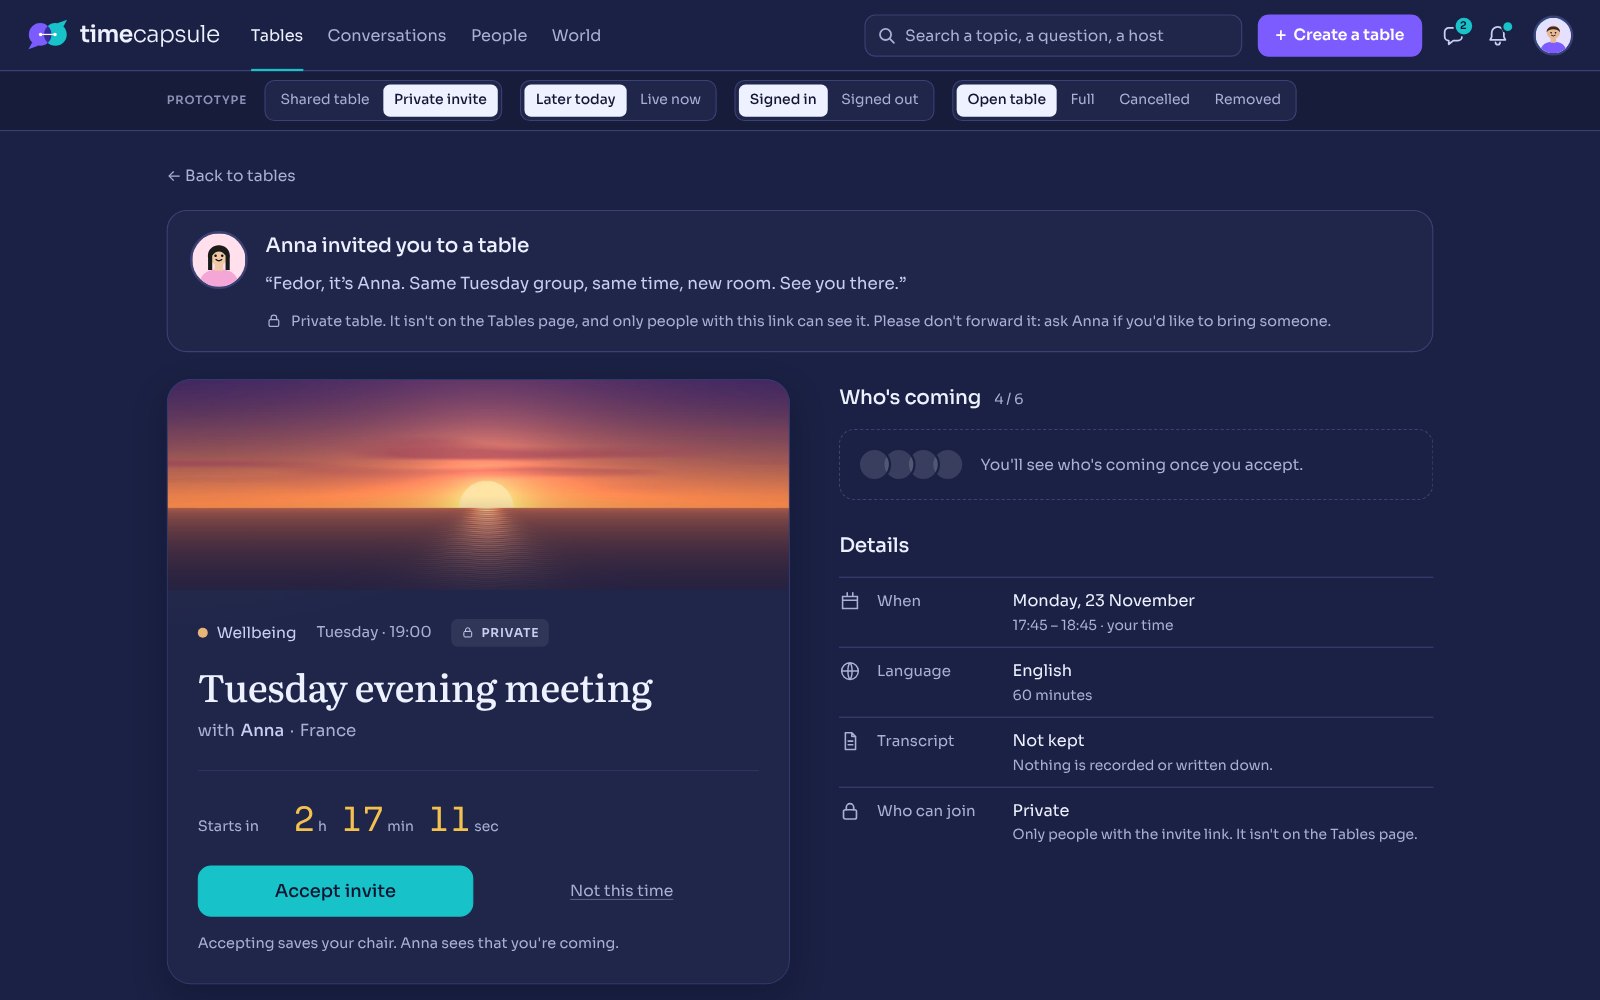 timecapsule Tables Conversations People World Search a topic, a question, a host + Create a table 2
PROTOTYPE Shared table Private invite Later today Live now Signed in Signed out Open table Full Cancelled Removed
← Back to tables
Anna invited you to a table
“Fedor, it’s Anna. Same Tuesday group, same time, new room. See you there.”
Private table. It isn't on the Tables page, and only people with this link can see it. Please don't forward it: ask Anna if you'd like to bring someone.
Wellbeing Tuesday · 19:00 PRIVATE
Tuesday evening meeting
with Anna · France
Starts in 2 h 17 min 11 sec
Accept invite Not this time
Accepting saves your chair. Anna sees that you're coming.
Who's coming 4 / 6
You'll see who's coming once you accept.
Details
When Monday, 23 November
17:45 – 18:45 · your time
Language English
60 minutes
Transcript Not kept
Nothing is recorded or written down.
Who can join Private
Only people with the invite link. It isn't on the Tables page.